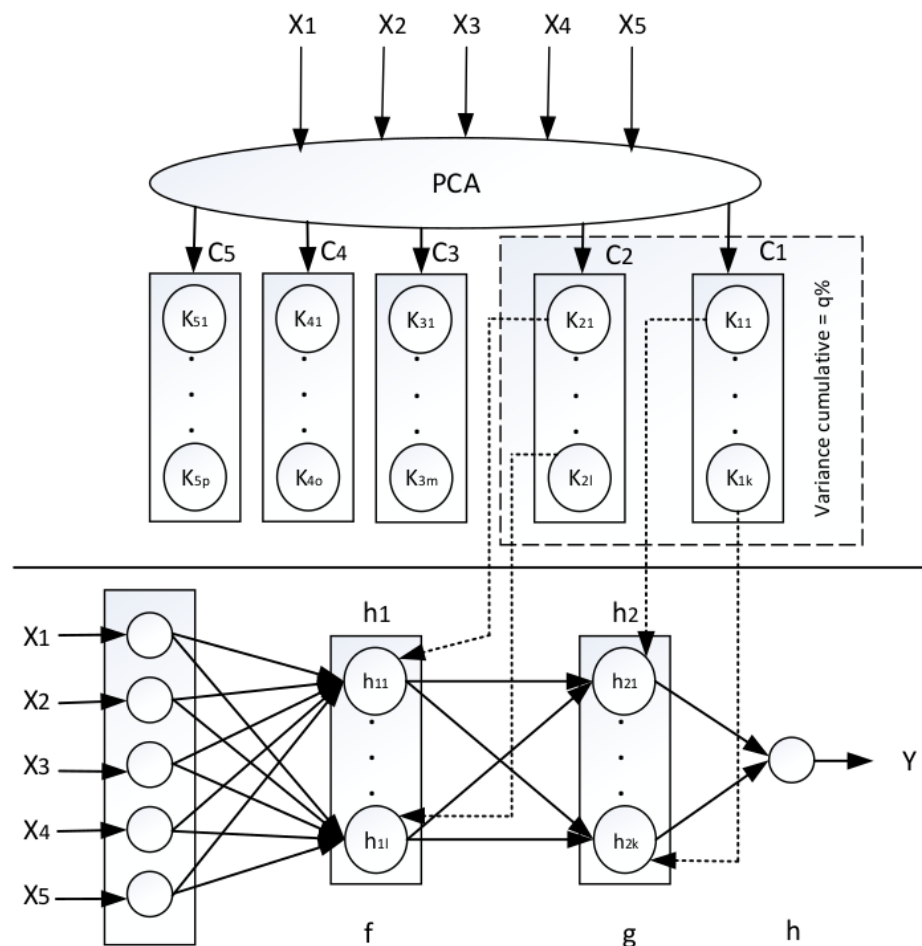 X1 X2 X3 X4 X5
PCA
C5 C4 C3 C2 C1
K51 K41 K31 K21 K11
K5p K4o K3m K2l K1k
Variance cumulative = q%
h1 h2
X1
X2
X3
X4
X5
h11 h21
Y
h1l h2k
f g h